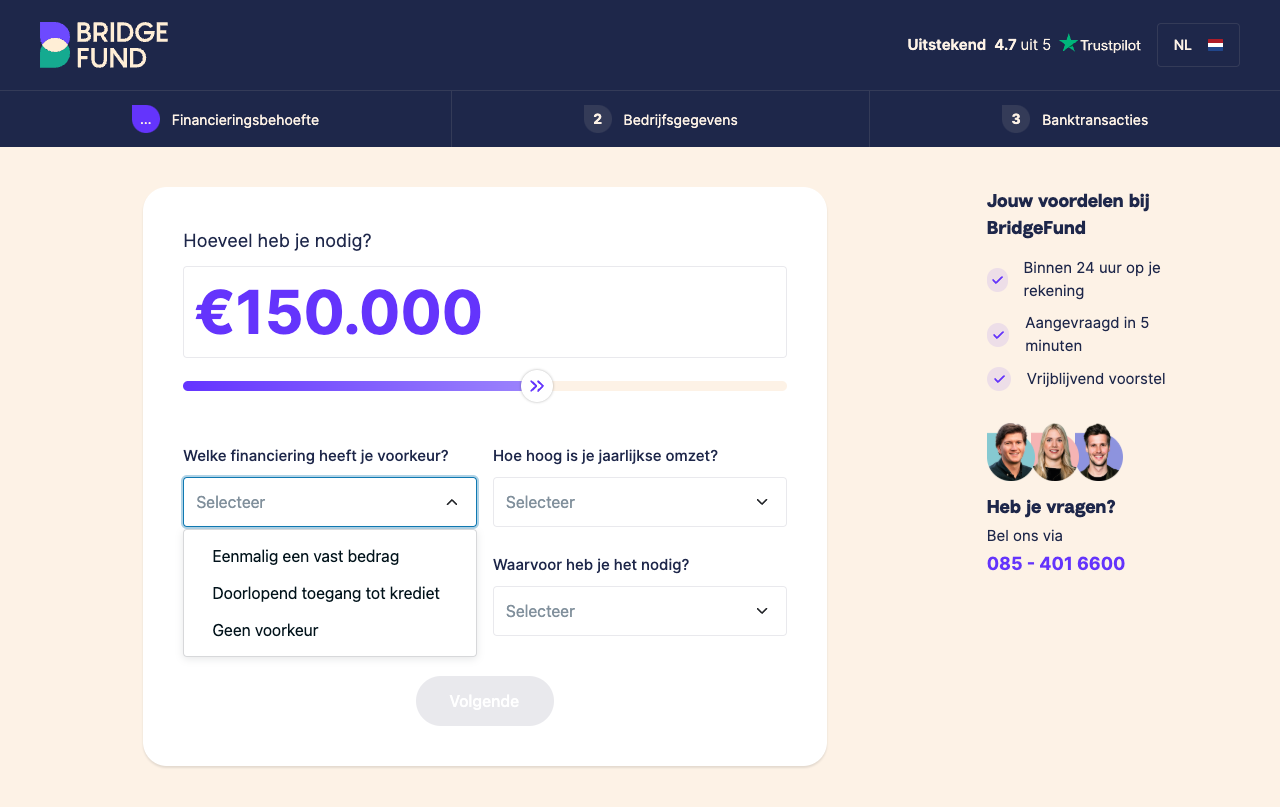 BRIDGE
FUND
Uitstekend 4.7 uit 5 Trustpilot
NL
... Financieringsbehoefte
2 Bedrijfsgegevens
3 Banktransacties
Hoeveel heb je nodig?
€150.000
Welke financiering heeft je voorkeur?
Selecteer
Eenmalig een vast bedrag
Doorlopend toegang tot krediet
Geen voorkeur
Hoe hoog is je jaarlijkse omzet?
Selecteer
Waarvoor heb je het nodig?
Selecteer
Volgende
Jouw voordelen bij
BridgeFund
Binnen 24 uur op je
rekening
Aangevraagd in 5
minuten
Vrijblijvend voorstel
Heb je vragen?
Bel ons via
085 - 401 6600